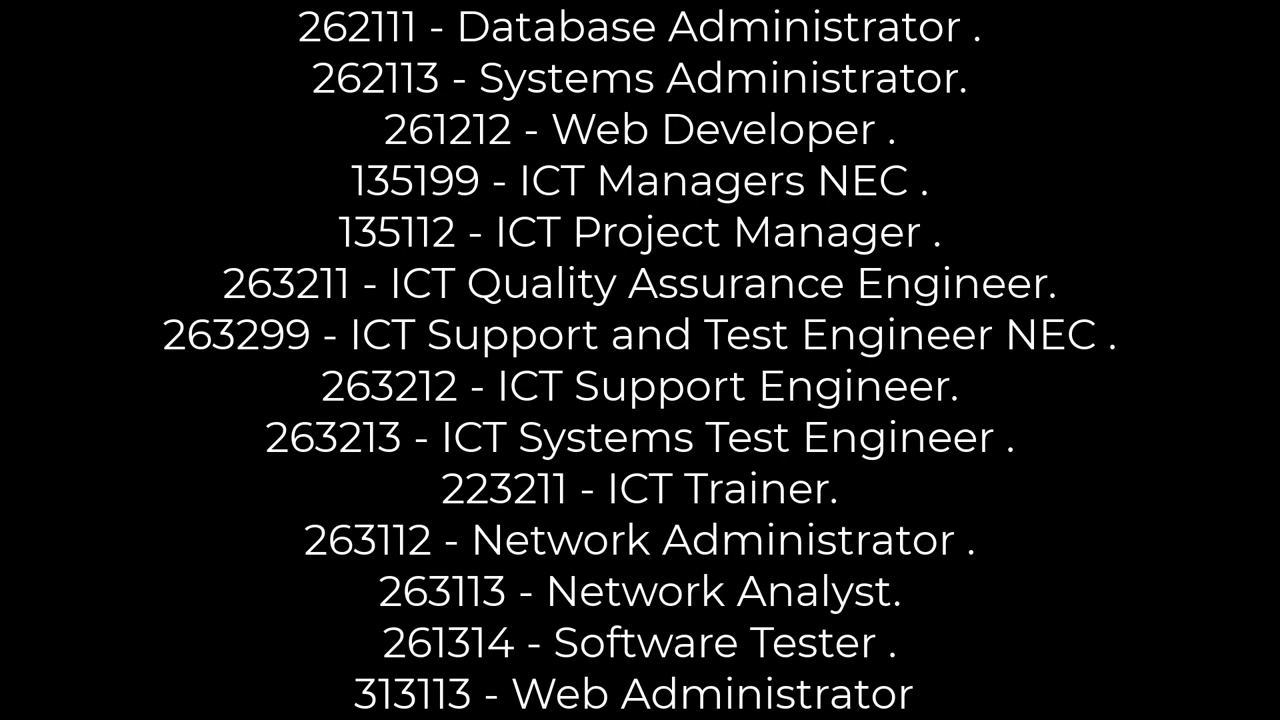 262111 - Database Administrator .
262113 - Systems Administrator.
261212 - Web Developer .
135199 - ICT Managers NEC .
135112 - ICT Project Manager .
263211 - ICT Quality Assurance Engineer.
263299 - ICT Support and Test Engineer NEC .
263212 - ICT Support Engineer.
263213 - ICT Systems Test Engineer .
223211 - ICT Trainer.
263112 - Network Administrator .
263113 - Network Analyst.
261314 - Software Tester .
313113 - Web Administrator